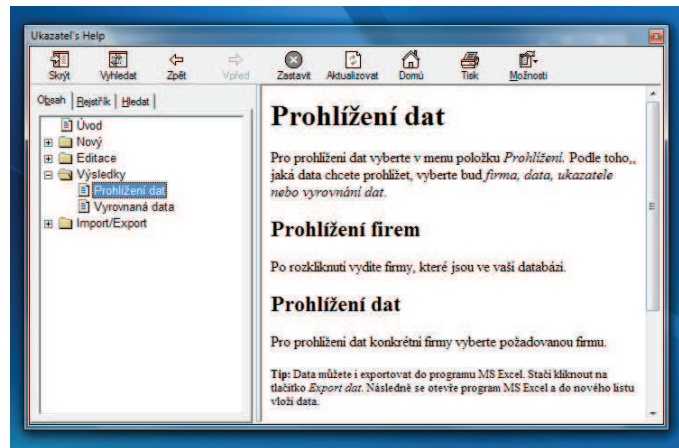 Ukazatel's Help
Skrýt Vyhledat Zpět Vpřed Zastavit Aktualizovat Domů Tisk Možnosti
Obsah Rejstřík Hledat
Úvod
Nový
Editace
Výsledky
Prohlížení dat
Vyrovnaná data
Import/Export
Prohlížení dat
Pro prohlížení dat vyberte v menu položku Prohlížení. Podle toho,,
jaká data chcete prohlížet, vyberte buď firma, data, ukazatele
nebo vyrovnání dat.
Prohlížení firem
Po rozkliknutí vydíte firmy, které jsou ve vaší databázi.
Prohlížení dat
Pro prohlížení dat konkrétní firmy vyberte požadovanou firmu.
Tip: Data můžete i exportovat do programu MS Excel. Stačí kliknout na
tlačítko Export dat. Následně se otevře program MS Excel a do nového listu
vloží data.